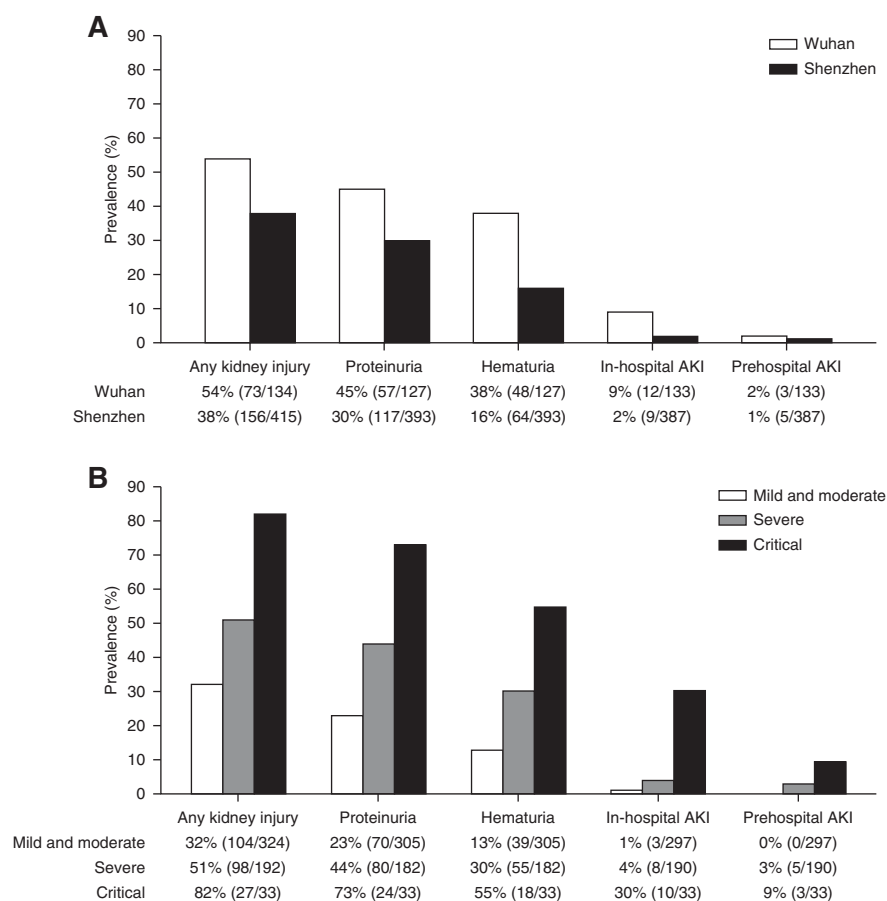 A
90
80
70
60
50
40
30
20
10
0
Prevalence (%)
Wuhan
Shenzhen
Any kidney injury Proteinuria Hematuria In-hospital AKI Prehospital AKI
Wuhan 54% (73/134) 45% (57/127) 38% (48/127) 9% (12/133) 2% (3/133)
Shenzhen 38% (156/415) 30% (117/393) 16% (64/393) 2% (9/387) 1% (5/387)
B
90
80
70
60
50
40
30
20
10
0
Prevalence (%)
Mild and moderate
Severe
Critical
Any kidney injury Proteinuria Hematuria In-hospital AKI Prehospital AKI
Mild and moderate 32% (104/324) 23% (70/305) 13% (39/305) 1% (3/297) 0% (0/297)
Severe 51% (98/192) 44% (80/182) 30% (55/182) 4% (8/190) 3% (5/190)
Critical 82% (27/33) 73% (24/33) 55% (18/33) 30% (10/33) 9% (3/33)